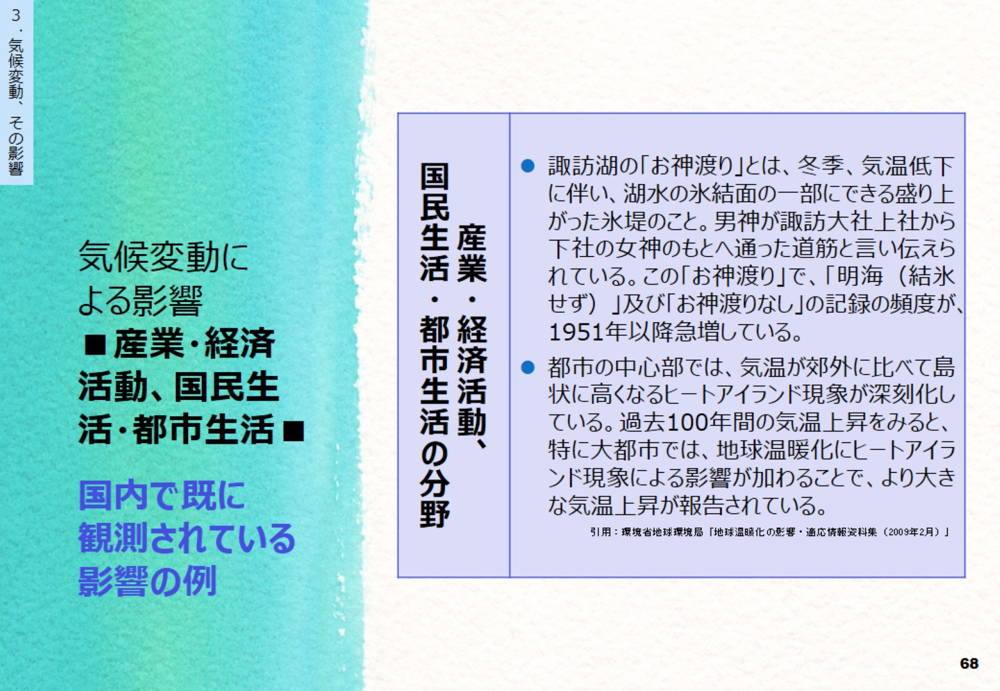 3．気候変動、その影響
気候変動に
よる影響
■産業・経済
活動、国民生
活・都市生活■
国内で既に
観測されている
影響の例
産業・経済活動、
国民生活・都市生活の分野
● 諏訪湖の「お神渡り」とは、冬季、気温低下
に伴い、湖水の氷結面の一部にできる盛り上
がった氷堤のこと。男神が諏訪大社上社から
下社の女神のもとへ通った道筋と言い伝えら
れている。この「お神渡り」で、「明海（結氷
せず）」及び「お神渡りなし」の記録の頻度が、
1951年以降急増している。
● 都市の中心部では、気温が郊外に比べて島
状に高くなるヒートアイランド現象が深刻化し
ている。過去100年間の気温上昇をみると、
特に大都市では、地球温暖化にヒートアイラ
ンド現象による影響が加わることで、より大き
な気温上昇が報告されている。
引用：環境省地球環境局「地球温暖化の影響・適応情報資料集（2009年2月）」
68